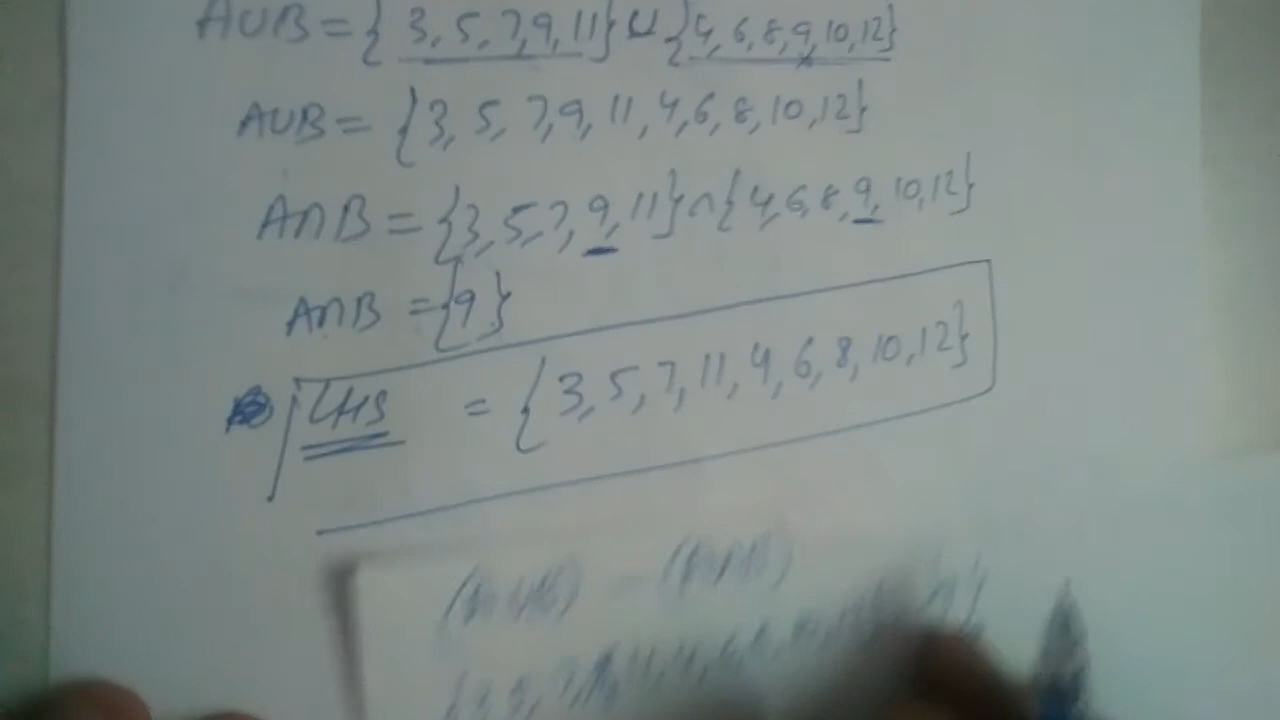 AUB = { 3, 5, 7, 9, 11} U {4, 6, 8, 9, 10, 12}
AUB = {3, 5, 7, 9, 11, 4, 6, 8, 10, 12}
A∩B = {3, 5, 7, 9, 11} ∩ {4, 6, 8, 9, 10, 12}
A∩B = {9}
LHS = {3, 5, 7, 11, 4, 6, 8, 10, 12}